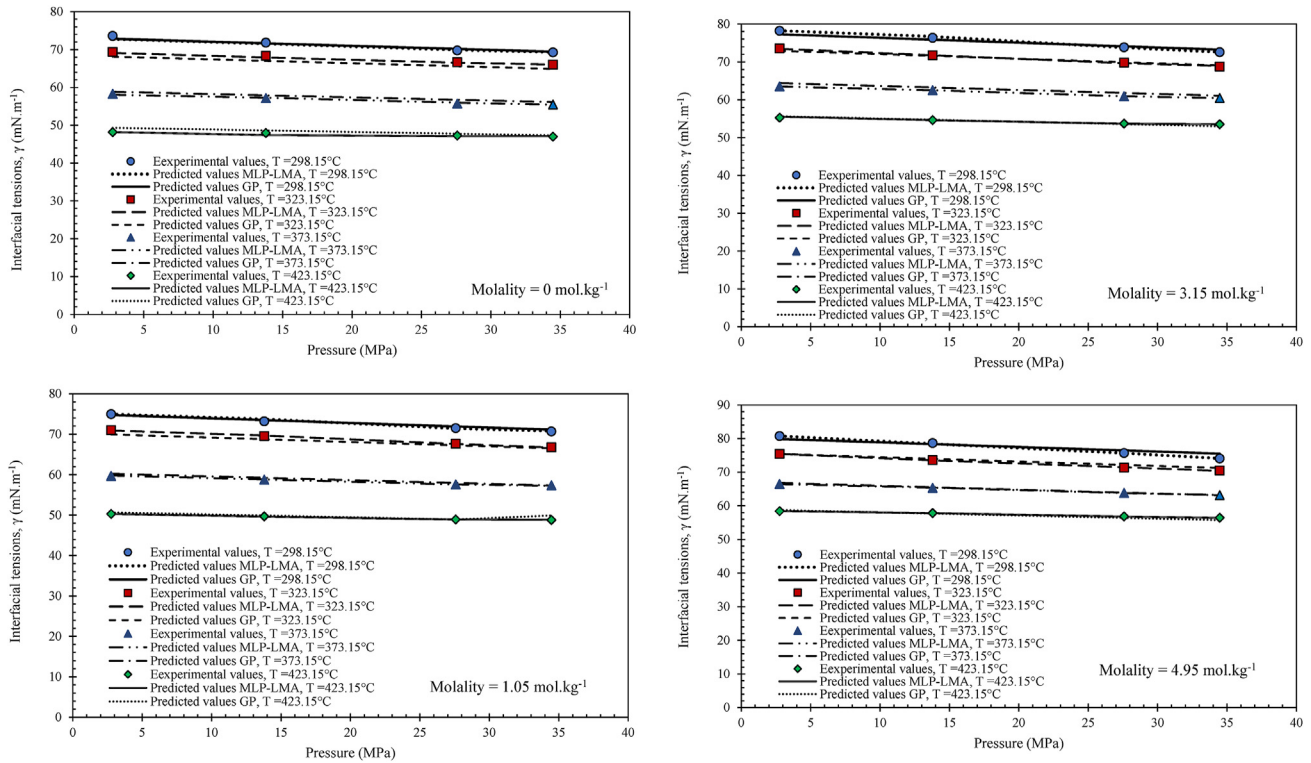 80
70
60
50
40
30
20
10
0
Interfacial tensions, γ (mN.m-1)
Eexperimental values, T =298.15°C
Predicted values MLP-LMA, T =298.15°C
Predicted values GP, T =298.15°C
Experimental values, T =323.15°C
Predicted values MLP-LMA, T =323.15°C
Predicted values GP, T =323.15°C
Eexperimental values, T =373.15°C
Predicted values MLP-LMA, T =373.15°C
Predicted values GP, T =373.15°C
Eexperimental values, T =423.15°C
Predicted values MLP-LMA, T =423.15°C
Predicted values GP, T =423.15°C
Molality = 0 mol.kg-1
0 5 10 15 20 25 30 35 40
Pressure (MPa)
80
70
60
50
40
30
20
10
0
Interfacial tensions, γ (mN.m-1)
Eexperimental values, T =298.15°C
Predicted values MLP-LMA, T =298.15°C
Predicted values GP, T =298.15°C
Experimental values, T =323.15°C
Predicted values MLP-LMA, T =323.15°C
Predicted values GP, T =323.15°C
Eexperimental values, T =373.15°C
Predicted values MLP-LMA, T =373.15°C
Predicted values GP, T =373.15°C
Eexperimental values, T =423.15°C
Predicted values MLP-LMA, T =423.15°C
Predicted values GP, T =423.15°C
Molality = 3.15 mol.kg-1
0 5 10 15 20 25 30 35 40
Pressure (MPa)
80
70
60
50
40
30
20
10
0
Interfacial tensions, γ (mN.m-1)
Eexperimental values, T =298.15°C
Predicted values MLP-LMA, T =298.15°C
Predicted values GP, T =298.15°C
Experimental values, T =323.15°C
Predicted values MLP-LMA, T =323.15°C
Predicted values GP, T =323.15°C
Eexperimental values, T =373.15°C
Predicted values MLP-LMA, T =373.15°C
Predicted values GP, T =373.15°C
Eexperimental values, T =423.15°C
Predicted values MLP-LMA, T =423.15°C
Predicted values GP, T =423.15°C
Molality = 1.05 mol.kg-1
0 5 10 15 20 25 30 35 40
Pressure (MPa)
90
80
70
60
50
40
30
20
10
0
Interfacial tensions, γ (mN.m-1)
Eexperimental values, T =298.15°C
Predicted values MLP-LMA, T =298.15°C
Predicted values GP, T =298.15°C
Experimental values, T =323.15°C
Predicted values MLP-LMA, T =323.15°C
Predicted values GP, T =323.15°C
Eexperimental values, T =373.15°C
Predicted values MLP-LMA, T =373.15°C
Predicted values GP, T =373.15°C
Eexperimental values, T =423.15°C
Predicted values MLP-LMA, T =423.15°C
Predicted values GP, T =423.15°C
Molality = 4.95 mol.kg-1
0 5 10 15 20 25 30 35 40
Pressure (MPa)